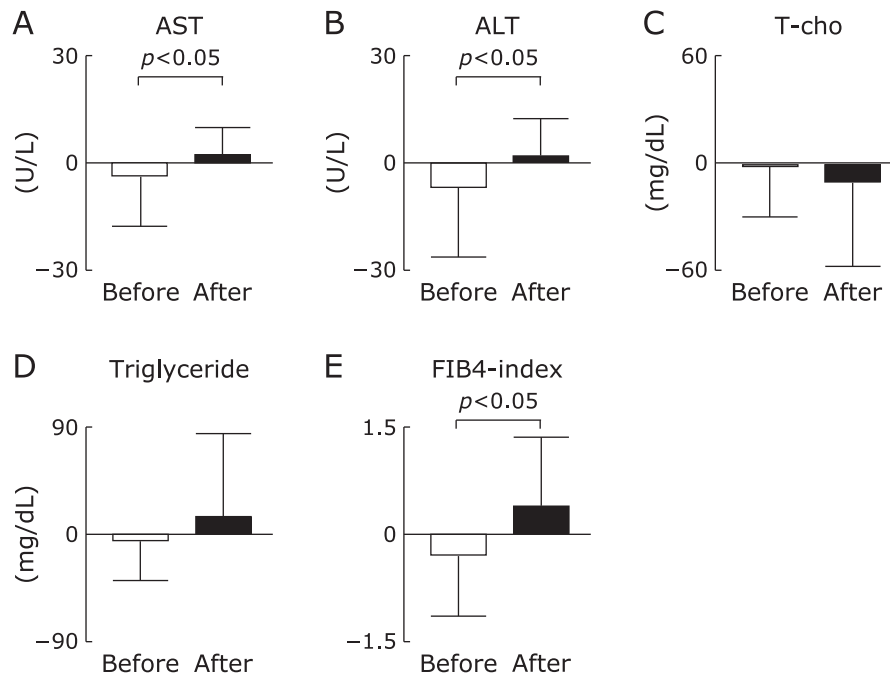 A AST
30
p<0.05
(U/L)
0
−30
Before After
B ALT
30
p<0.05
(U/L)
0
−30
Before After
C T-cho
60
(mg/dL)
0
−60
Before After
D Triglyceride
90
(mg/dL)
0
−90
Before After
E FIB4-index
p<0.05
1.5
0
−1.5
Before After